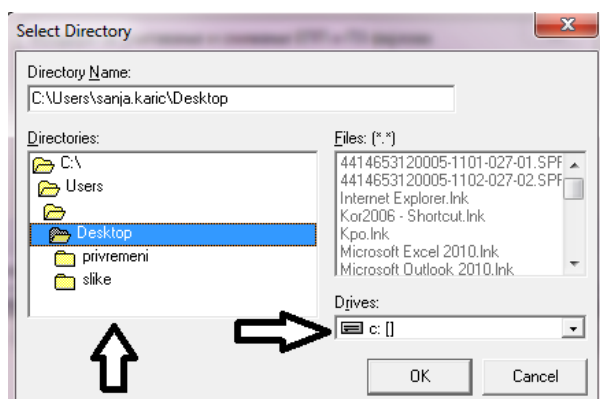 Select Directory
Directory Name:
C:\Users\sanja.karic\Desktop
Directories:
C:\
Users
Desktop
privremeni
slike
Files: (*.*)
4414653120005-1101-027-01.SPF
4414653120005-1102-027-02.SPF
Internet Explorer.lnk
Kor2006 - Shortcut.lnk
Kpo.lnk
Microsoft Excel 2010.lnk
Microsoft Outlook 2010.lnk
Drives:
c: []
OK
Cancel